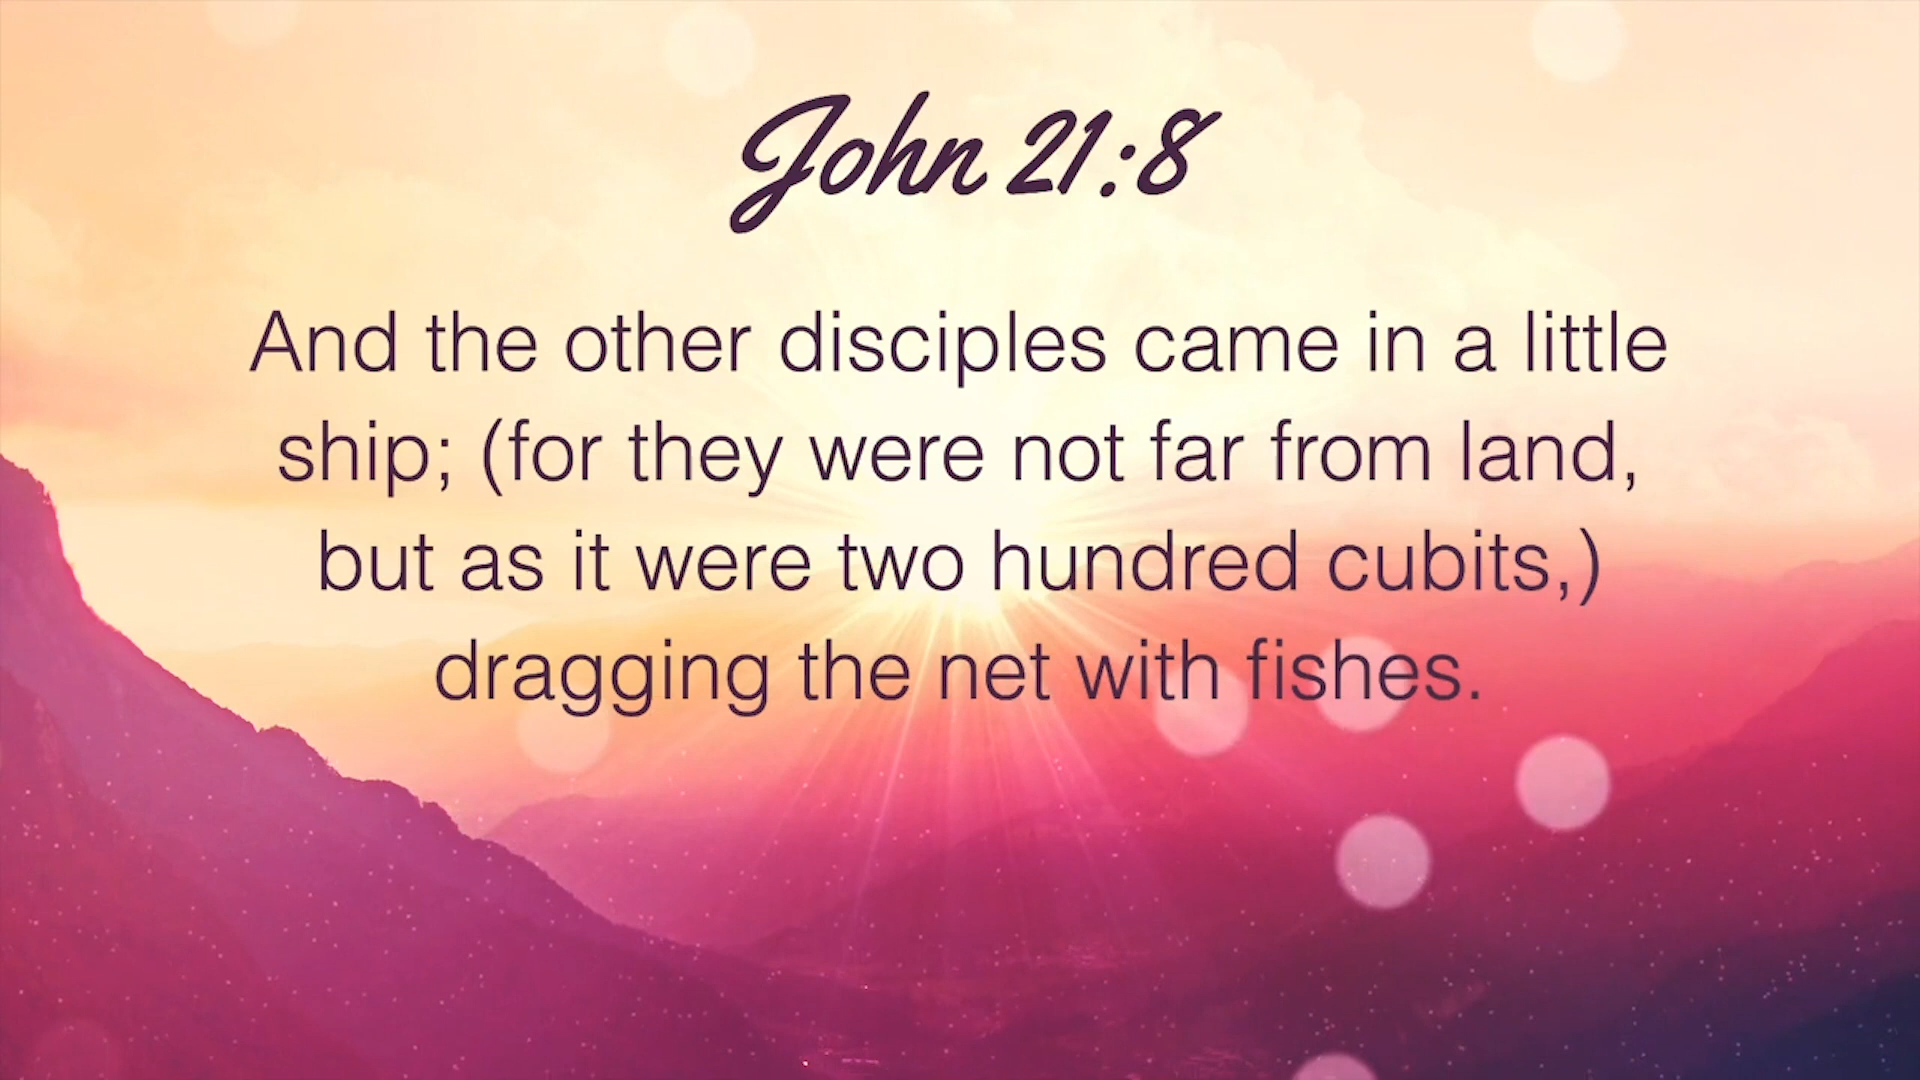 John 21:8
And the other disciples came in a little
ship; (for they were not far from land,
but as it were two hundred cubits,)
dragging the net with fishes.